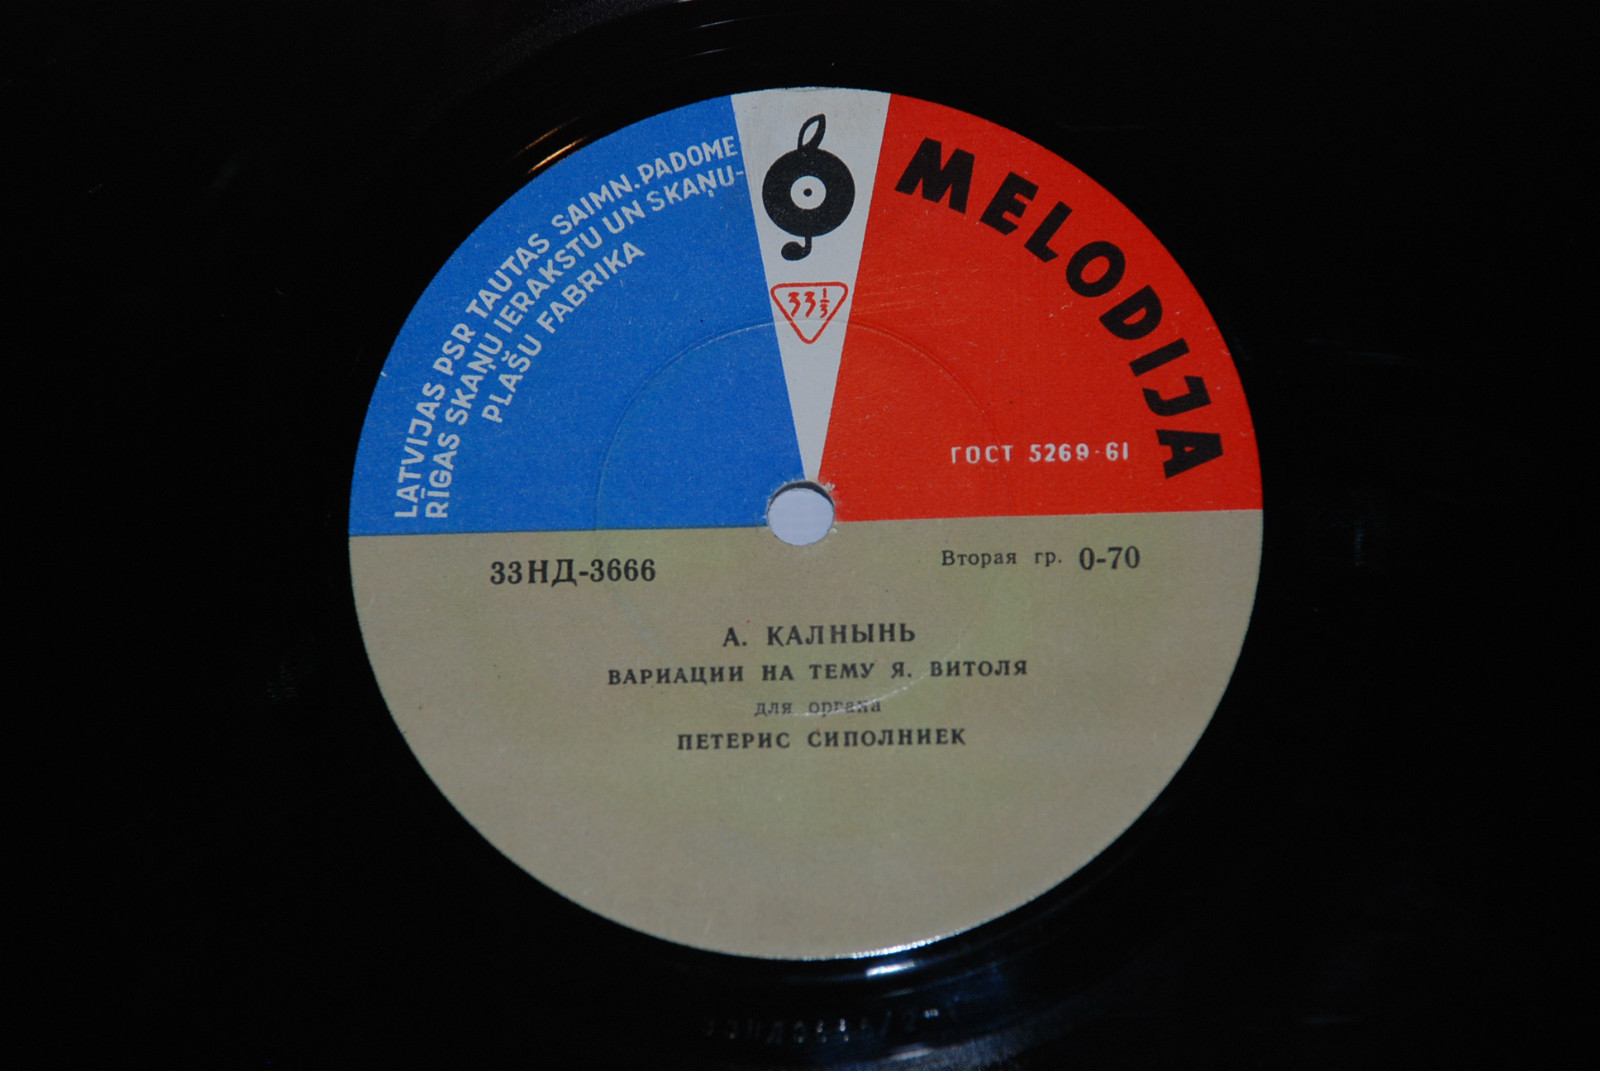 LATVIJAS PSR TAUTAS SAIMN. PADOME
RĪGAS SKAŅU IERAKSTU UN SKAŅU-
PLAŠU FABRIKA
33⅓
MELODIJA
ГОСТ 5269-61
33НД-3666
Вторая гр. 0-70
А. КАЛНЫНЬ
ВАРИАЦИИ НА ТЕМУ Я. ВИТОЛЯ
для органа
ПЕТЕРИС СИПОЛНИЕК